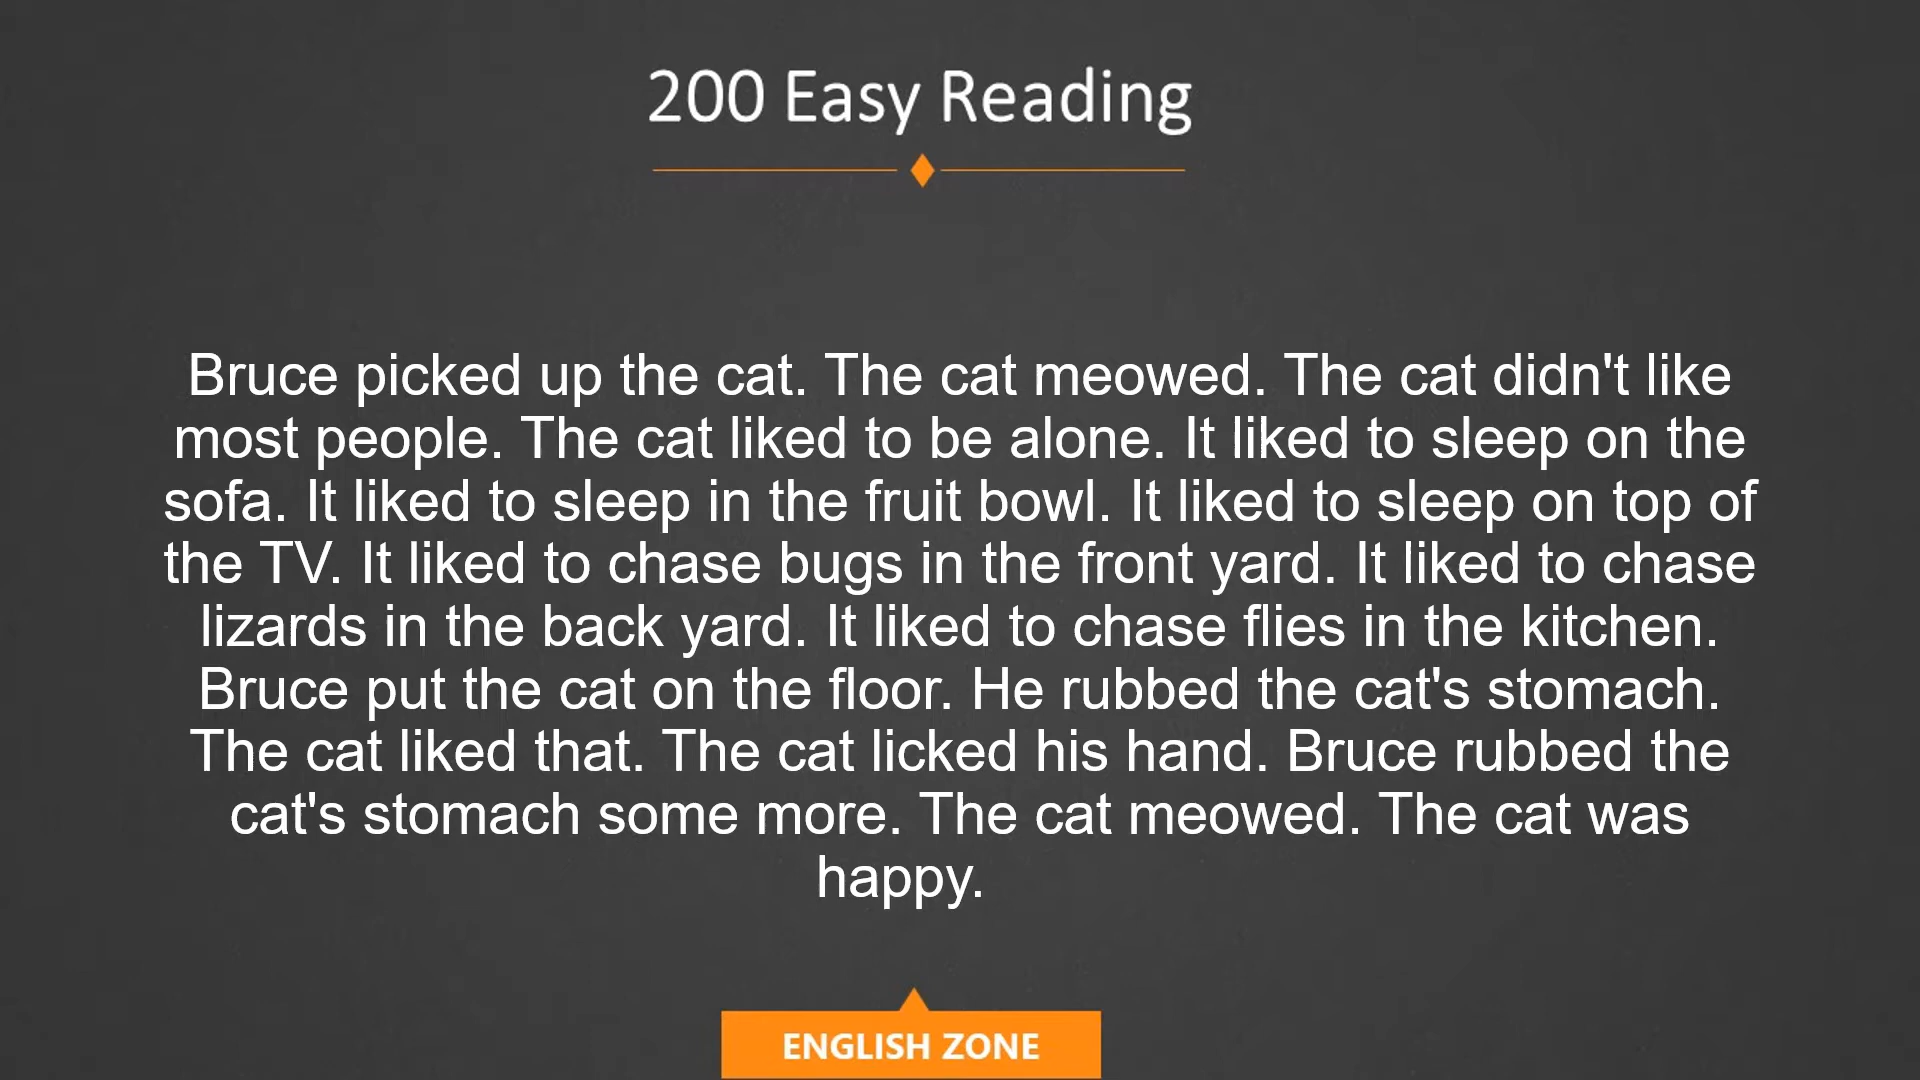 200 Easy Reading
Bruce picked up the cat. The cat meowed. The cat didn't like
most people. The cat liked to be alone. It liked to sleep on the
sofa. It liked to sleep in the fruit bowl. It liked to sleep on top of
the TV. It liked to chase bugs in the front yard. It liked to chase
lizards in the back yard. It liked to chase flies in the kitchen.
Bruce put the cat on the floor. He rubbed the cat's stomach.
The cat liked that. The cat licked his hand. Bruce rubbed the
cat's stomach some more. The cat meowed. The cat was
happy.
ENGLISH ZONE